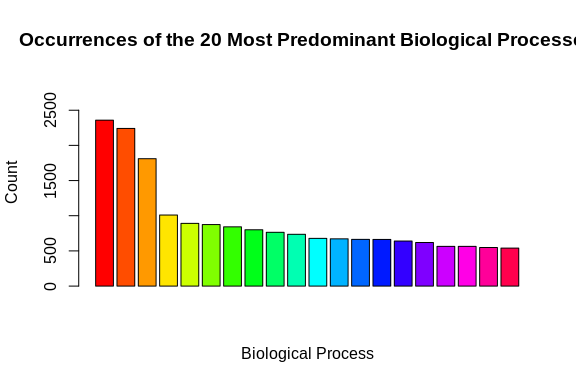 Occurrences of the 20 Most Predominant Biological Processe
2500
1500
500
0
Count
Biological Process